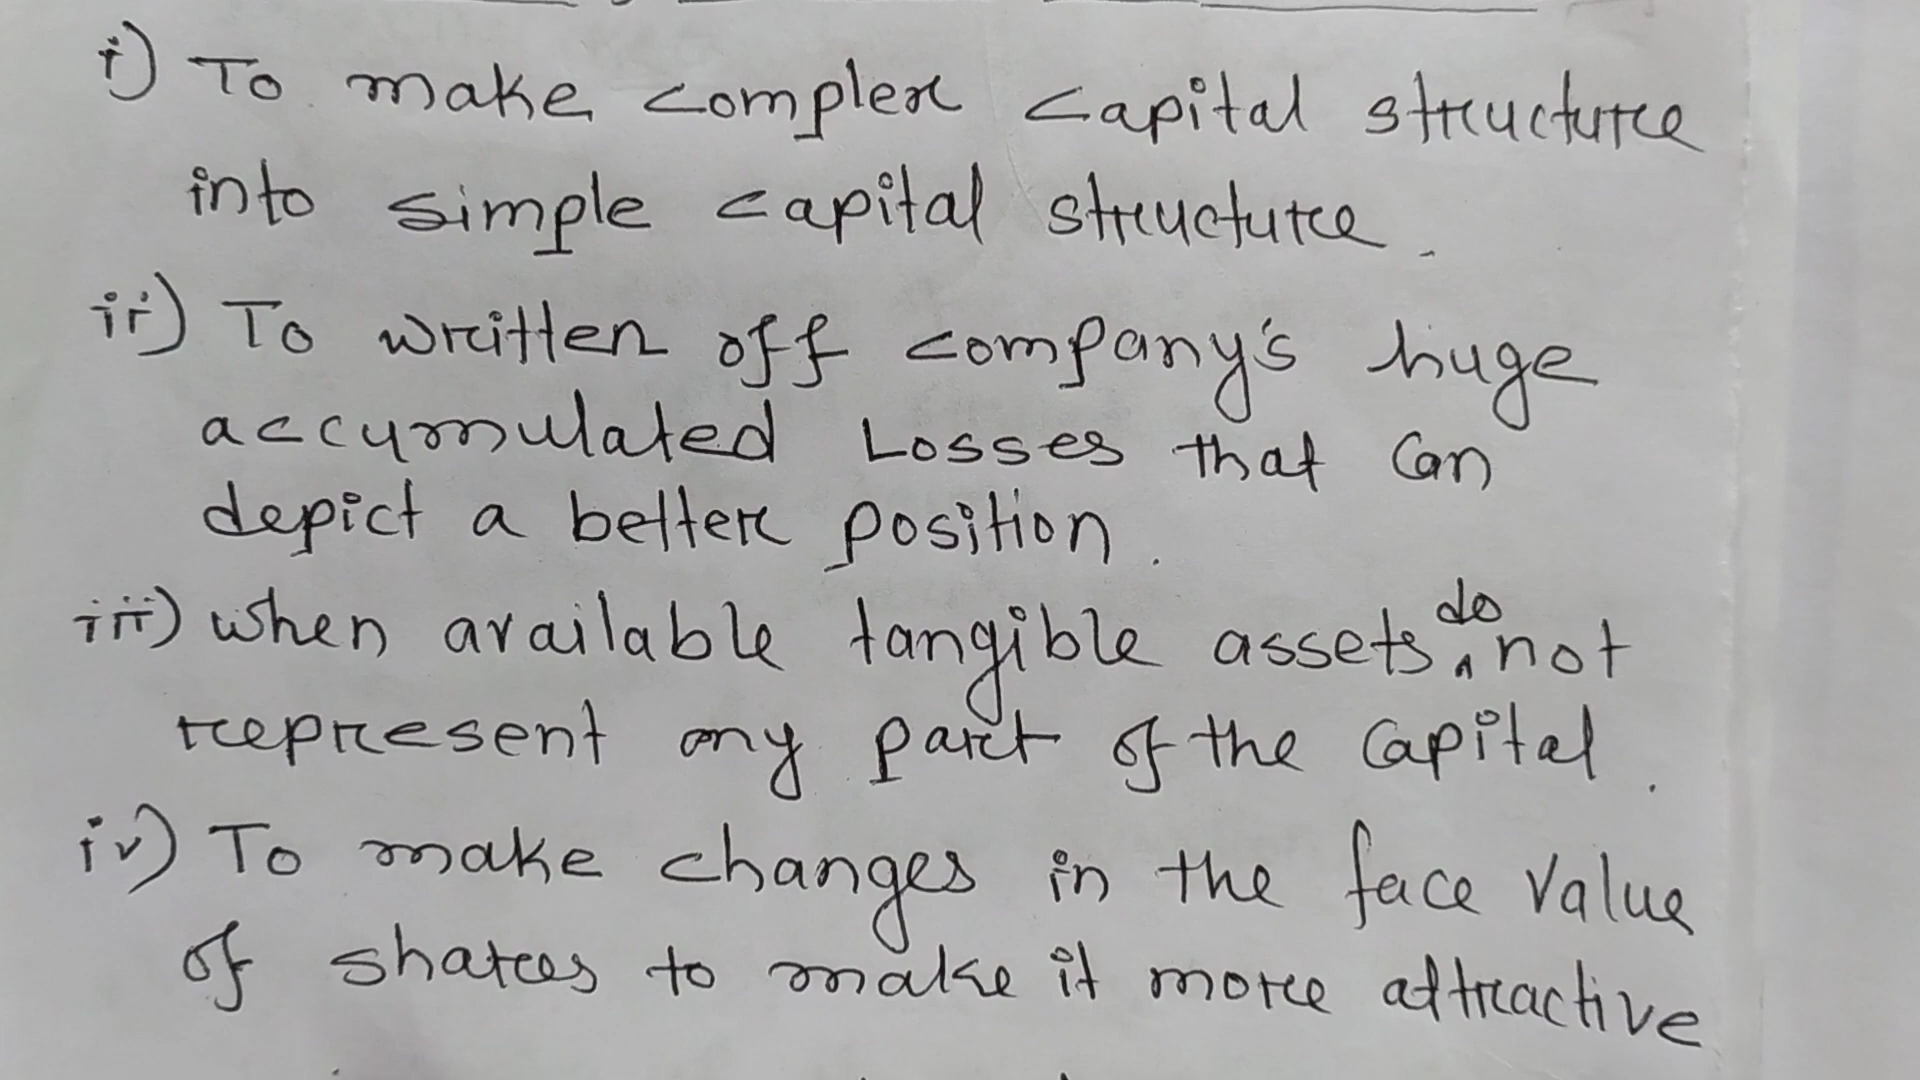 i) To make complex capital structure
into simple capital structure.
ii) To written off company's huge
accumulated Losses that can
depict a better position.
iii) when available tangible assets do not
represent any part of the capital.
iv) To make changes in the face value
of shares to make it more attractive